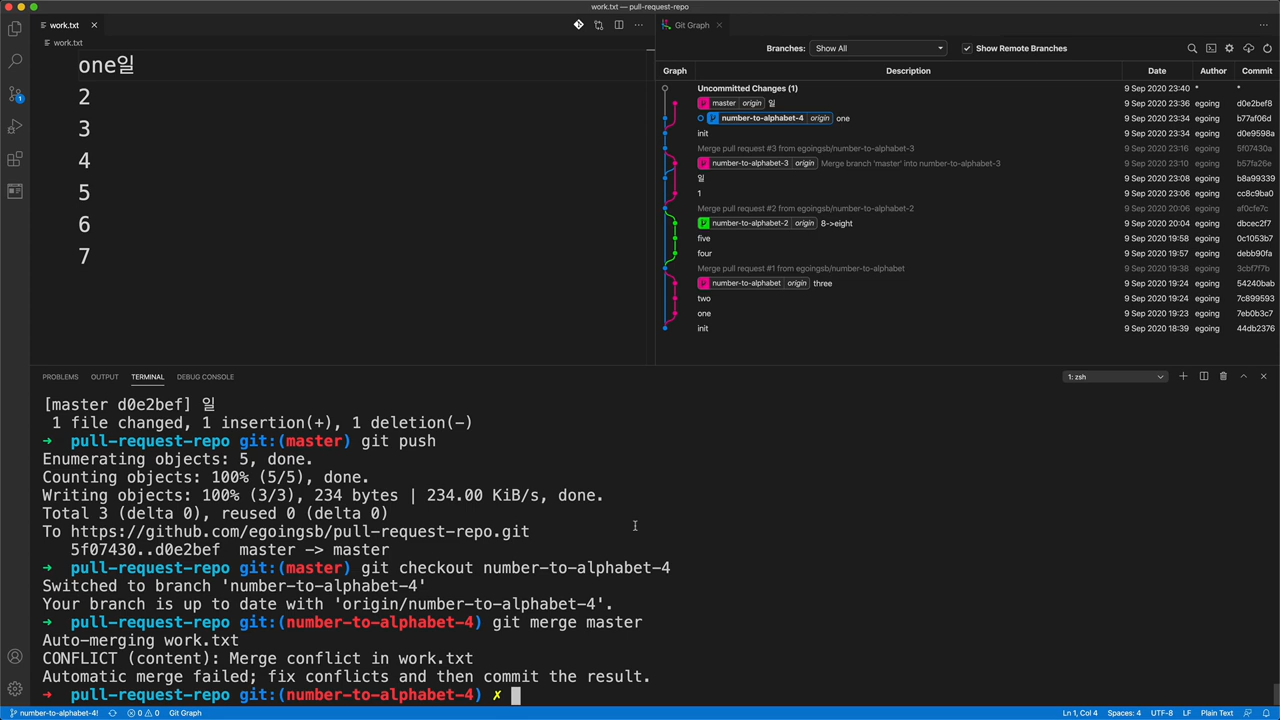 work.txt — pull-request-repo
work.txt
Git Graph
work.txt
one일
2
3
4
5
6
7
Branches: Show All Show Remote Branches
Graph Description Date Author Commit
Uncommitted Changes (1) 9 Sep 2020 23:40 * *
master origin 일 9 Sep 2020 23:36 egoing d0e2bef8
number-to-alphabet-4 origin one 9 Sep 2020 23:34 egoing b77af06d
init 9 Sep 2020 23:34 egoing d0e9598a
Merge pull request #3 from egoingsb/number-to-alphabet-3 9 Sep 2020 23:16 egoing 5f07430a
number-to-alphabet-3 origin Merge branch 'master' into number-to-alphabet-3 9 Sep 2020 23:10 egoing b57fa26e
일 9 Sep 2020 23:08 egoing b8a99339
1 9 Sep 2020 23:06 egoing cc8c9ba0
Merge pull request #2 from egoingsb/number-to-alphabet-2 9 Sep 2020 20:06 egoing af0cfe7c
number-to-alphabet-2 origin 8->eight 9 Sep 2020 20:04 egoing dbcec2f7
five 9 Sep 2020 19:58 egoing 0c1053b7
four 9 Sep 2020 19:57 egoing debb90fa
Merge pull request #1 from egoingsb/number-to-alphabet 9 Sep 2020 19:38 egoing 3cbf7f7b
number-to-alphabet origin three 9 Sep 2020 19:24 egoing 54240bab
two 9 Sep 2020 19:24 egoing 7c899593
one 9 Sep 2020 19:23 egoing 7eb0b3c7
init 9 Sep 2020 18:39 egoing 44db2376
PROBLEMS OUTPUT TERMINAL DEBUG CONSOLE 1: zsh
[master d0e2bef] 일
1 file changed, 1 insertion(+), 1 deletion(-)
➜ pull-request-repo git:(master) git push
Enumerating objects: 5, done.
Counting objects: 100% (5/5), done.
Writing objects: 100% (3/3), 234 bytes | 234.00 KiB/s, done.
Total 3 (delta 0), reused 0 (delta 0)
To https://github.com/egoingsb/pull-request-repo.git
5f07430..d0e2bef master -> master
➜ pull-request-repo git:(master) git checkout number-to-alphabet-4
Switched to branch 'number-to-alphabet-4'
Your branch is up to date with 'origin/number-to-alphabet-4'.
➜ pull-request-repo git:(number-to-alphabet-4) git merge master
Auto-merging work.txt
CONFLICT (content): Merge conflict in work.txt
Automatic merge failed; fix conflicts and then commit the result.
➜ pull-request-repo git:(number-to-alphabet-4) ✗
number-to-alphabet-4! 0 0 Git Graph Ln 1, Col 4 Spaces: 4 UTF-8 LF Plain Text